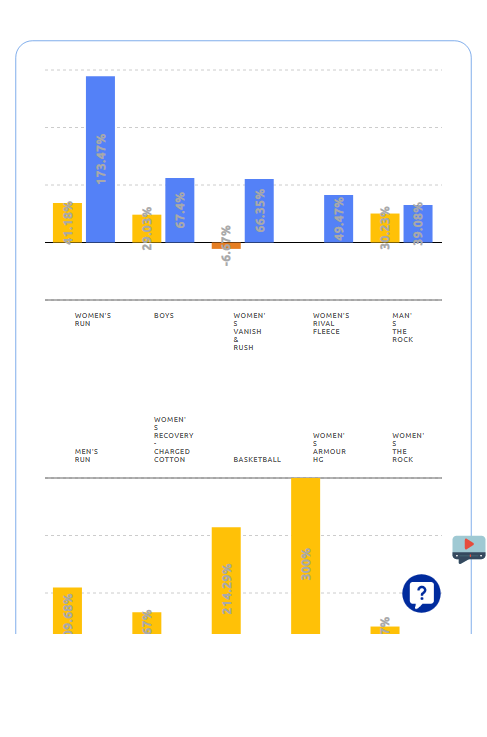 173.47%
41.18%
29.03%
67.4%
-6.67%
66.35%
49.47%
30.23%
39.08%
WOMEN'S
RUN
BOYS
WOMEN'
S
VANISH
&
RUSH
WOMEN'S
RIVAL
FLEECE
MAN'
S
THE
ROCK
MEN'S
RUN
WOMEN'
S
RECOVERY
-
CHARGED
COTTON
BASKETBALL
WOMEN'
S
ARMOUR
HG
WOMEN'
S
THE
ROCK
214.29%
300%
?